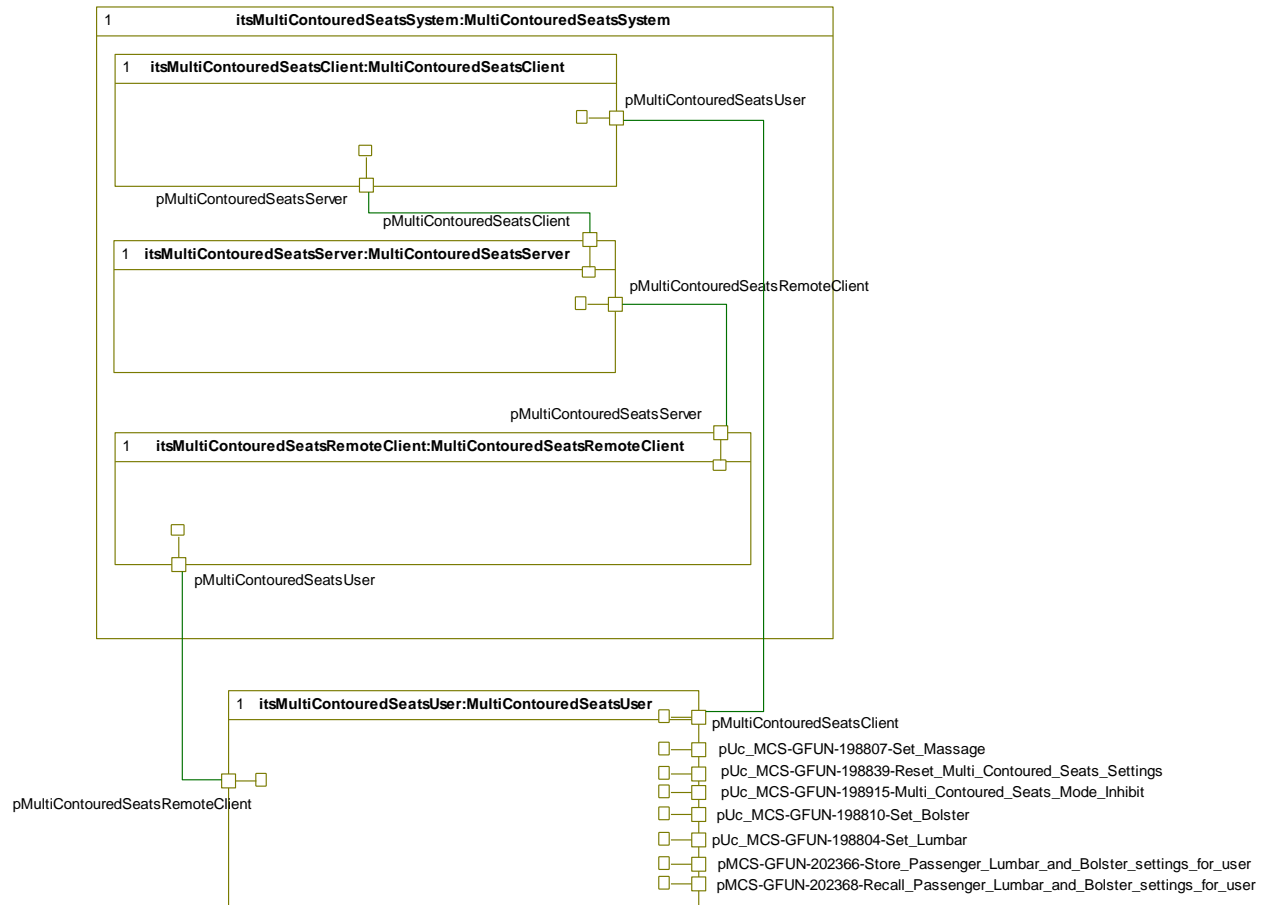 1 itsMultiContouredSeatsSystem:MultiContouredSeatsSystem
1 itsMultiContouredSeatsClient:MultiContouredSeatsClient
pMultiContouredSeatsUser
pMultiContouredSeatsServer
pMultiContouredSeatsClient
1 itsMultiContouredSeatsServer:MultiContouredSeatsServer
pMultiContouredSeatsRemoteClient
pMultiContouredSeatsServer
1 itsMultiContouredSeatsRemoteClient:MultiContouredSeatsRemoteClient
pMultiContouredSeatsUser
1 itsMultiContouredSeatsUser:MultiContouredSeatsUser
pMultiContouredSeatsClient
pUc_MCS-GFUN-198807-Set_Massage
pUc_MCS-GFUN-198839-Reset_Multi_Contoured_Seats_Settings
pUc_MCS-GFUN-198915-Multi_Contoured_Seats_Mode_Inhibit
pMultiContouredSeatsRemoteClient
pUc_MCS-GFUN-198810-Set_Bolster
pUc_MCS-GFUN-198804-Set_Lumbar
pMCS-GFUN-202366-Store_Passenger_Lumbar_and_Bolster_settings_for_user
pMCS-GFUN-202368-Recall_Passenger_Lumbar_and_Bolster_settings_for_user